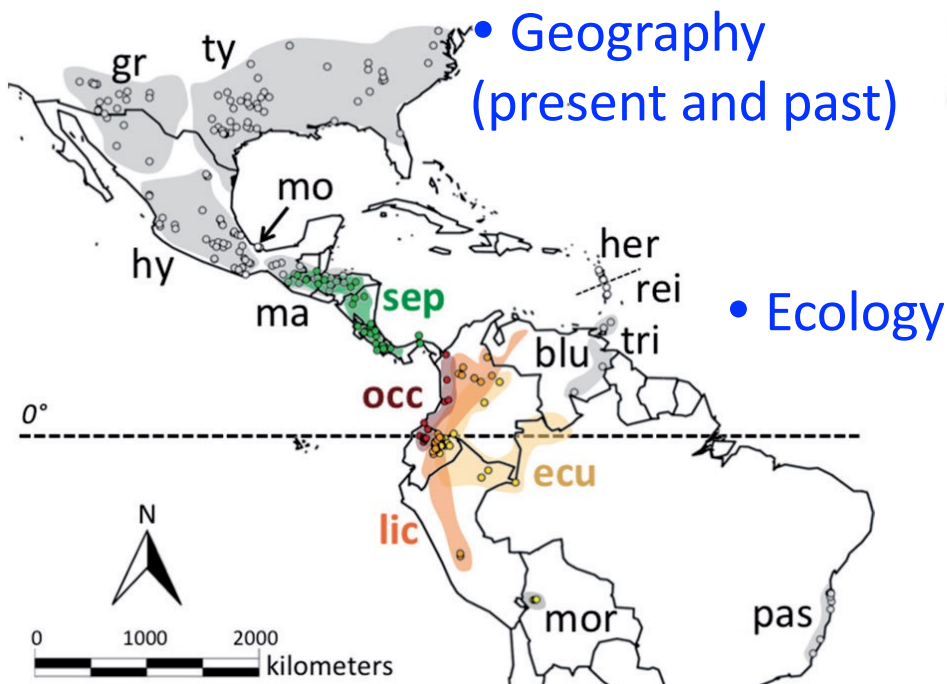 • Geography
(present and past)
gr
ty
mo
hy
ma
sep
her
rei
• Ecology
blu
tri
occ
0°
ecu
lic
N
mor
pas
0 1000 2000
kilometers